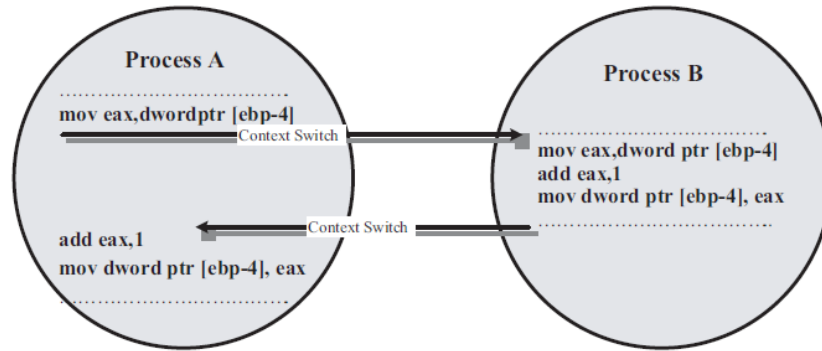 Process A
mov eax,dwordptr [ebp-4]
Context Switch
Process B
mov eax,dword ptr [ebp-4]
add eax,1
mov dword ptr [ebp-4], eax
Context Switch
add eax,1
mov dword ptr [ebp-4], eax